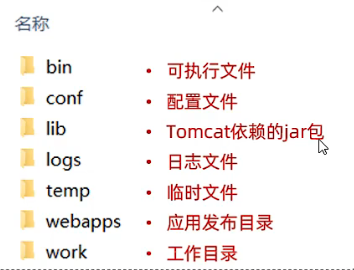 名称
bin • 可执行文件
conf • 配置文件
lib • Tomcat依赖的jar包
logs • 日志文件
temp • 临时文件
webapps • 应用发布目录
work • 工作目录